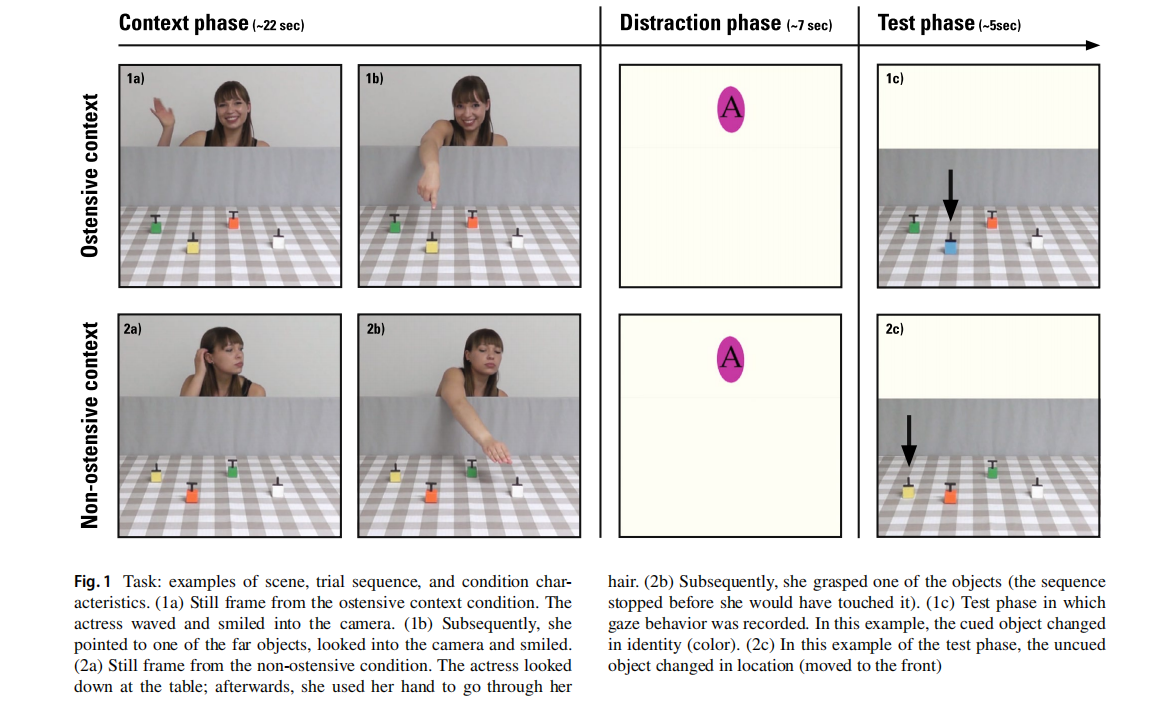 Context phase (~22 sec)
Distraction phase (~7 sec)
Test phase (~5sec)
Ostensive context
1a)
1b)
A
1c)
Non-ostensive context
2a)
2b)
A
2c)
Fig. 1 Task: examples of scene, trial sequence, and condition char-
acteristics. (1a) Still frame from the ostensive context condition. The
actress waved and smiled into the camera. (1b) Subsequently, she
pointed to one of the far objects, looked into the camera and smiled.
(2a) Still frame from the non-ostensive condition. The actress looked
down at the table; afterwards, she used her hand to go through her
hair. (2b) Subsequently, she grasped one of the objects (the sequence
stopped before she would have touched it). (1c) Test phase in which
gaze behavior was recorded. In this example, the cued object changed
in identity (color). (2c) In this example of the test phase, the uncued
object changed in location (moved to the front)